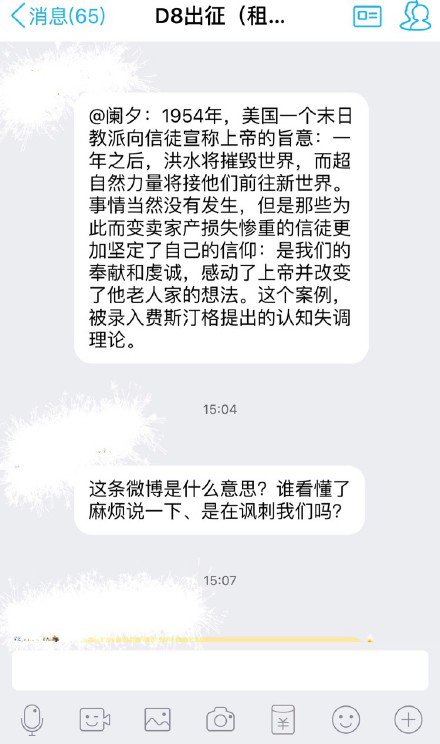 消息(65)
D8出征（租...
@阑夕：1954年，美国一个末日
教派向信徒宣称上帝的旨意：一
年之后，洪水将摧毁世界，而超
自然力量将接他们前往新世界。
事情当然没有发生，但是那些为
此而变卖家产损失惨重的信徒更
加坚定了自己的信仰：是我们的
奉献和虔诚，感动了上帝并改变
了他老人家的想法。这个案例，
被录入费斯汀格提出的认知失调
理论。
15:04
这条微博是什么意思？谁看懂了
麻烦说一下、是在讽刺我们吗？
15:07